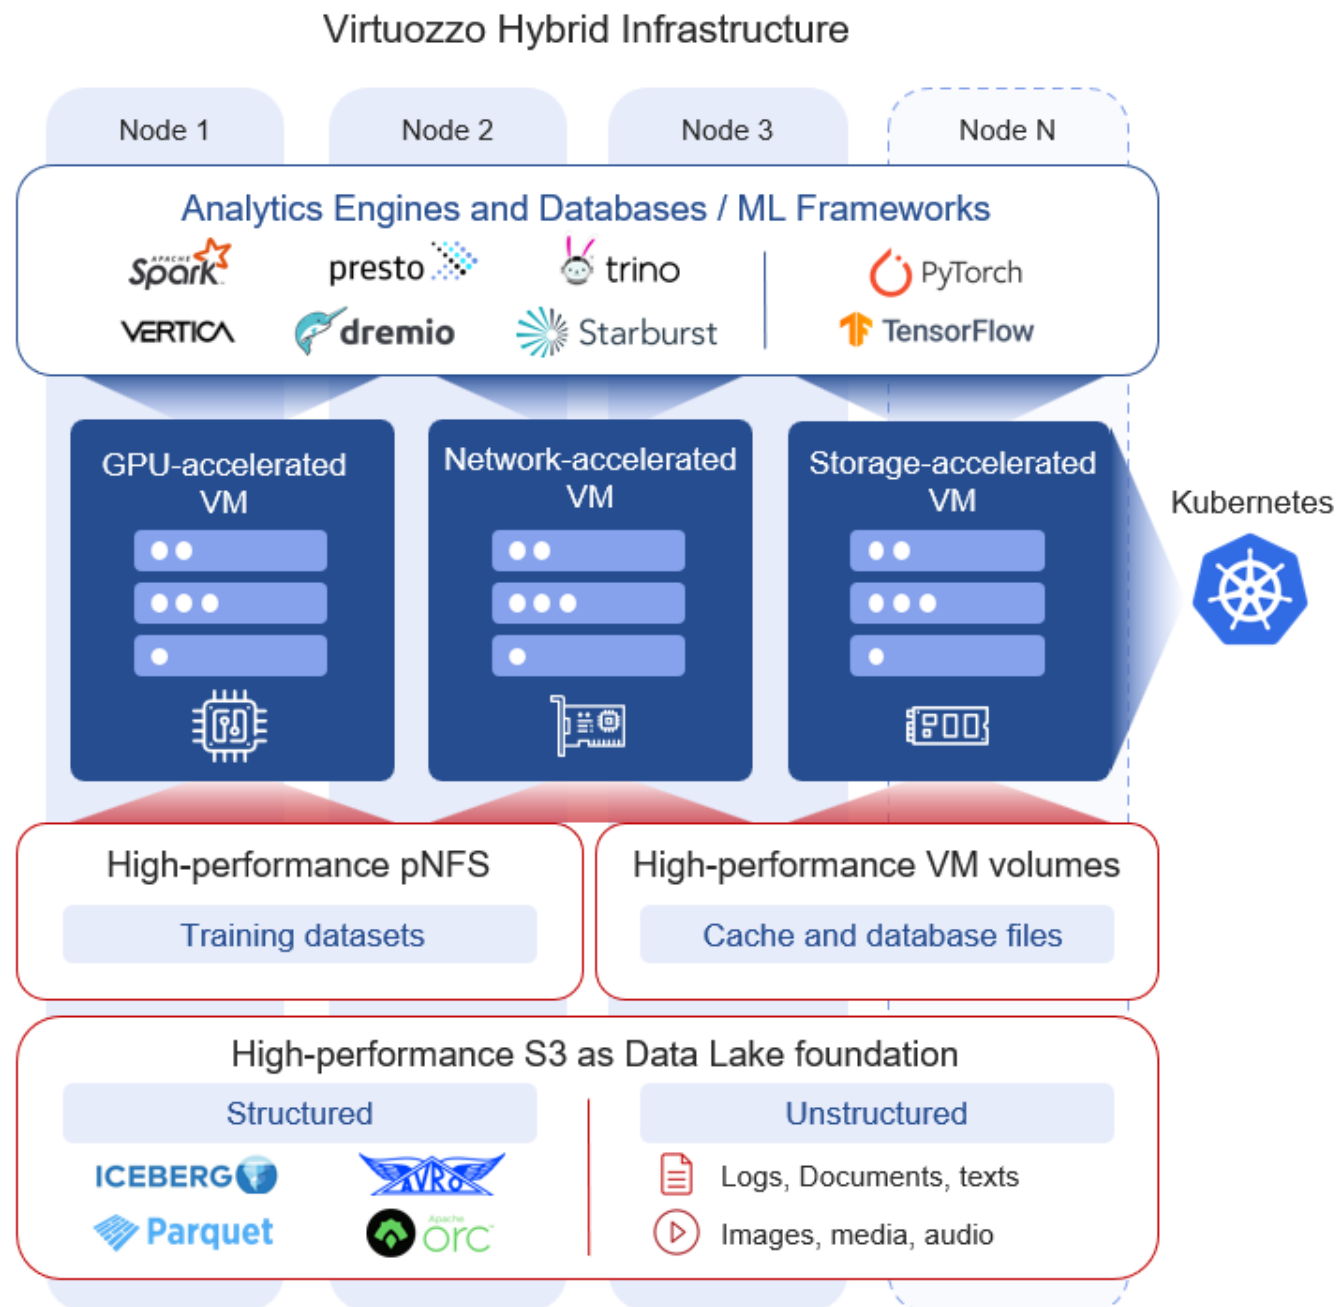 Virtuozzo Hybrid Infrastructure
Node 1
Node 2
Node 3
Node N
Analytics Engines and Databases / ML Frameworks
APACHE
Spark
presto
trino
PyTorch
VERTICA
dremio
Starburst
TensorFlow
GPU-accelerated
VM
Network-accelerated
VM
Storage-accelerated
VM
Kubernetes
High-performance pNFS
Training datasets
High-performance VM volumes
Cache and database files
High-performance S3 as Data Lake foundation
Structured
Unstructured
ICEBERG
AVRO
Logs, Documents, texts
Parquet
Apache
orc
Images, media, audio